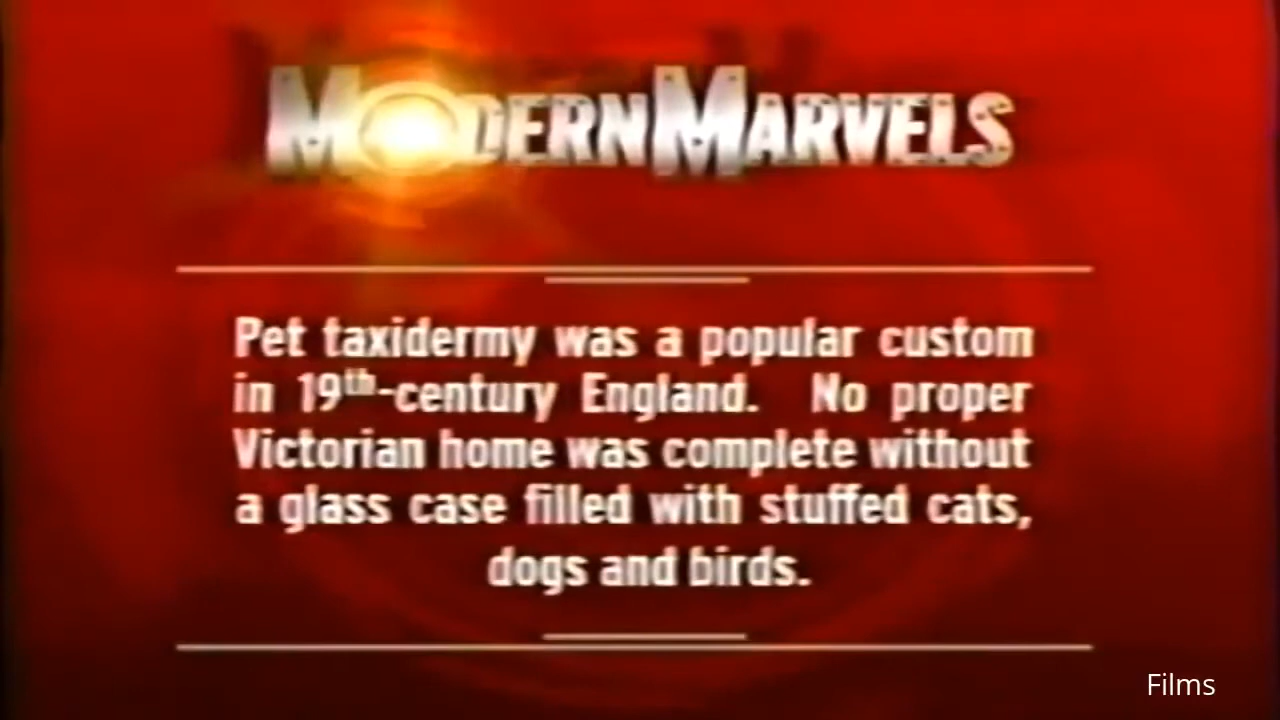 MODERN MARVELS
Pet taxidermy was a popular custom
in 19th-century England. No proper
Victorian home was complete without
a glass case filled with stuffed cats,
dogs and birds.
Films